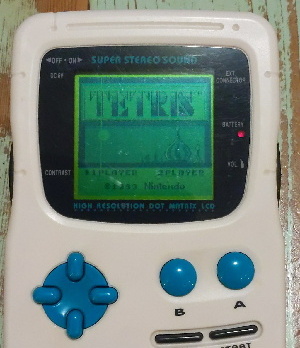 ◄OFF • ON►
SUPER STEREO SOUND
EXT
CONNECTOR
TETRIS
BATTERY
VOL
CONTRAST
1PLAYER 2PLAYER
Nintendo
HIGH RESOLUTION DOT MATRIX LCD
B
A
START